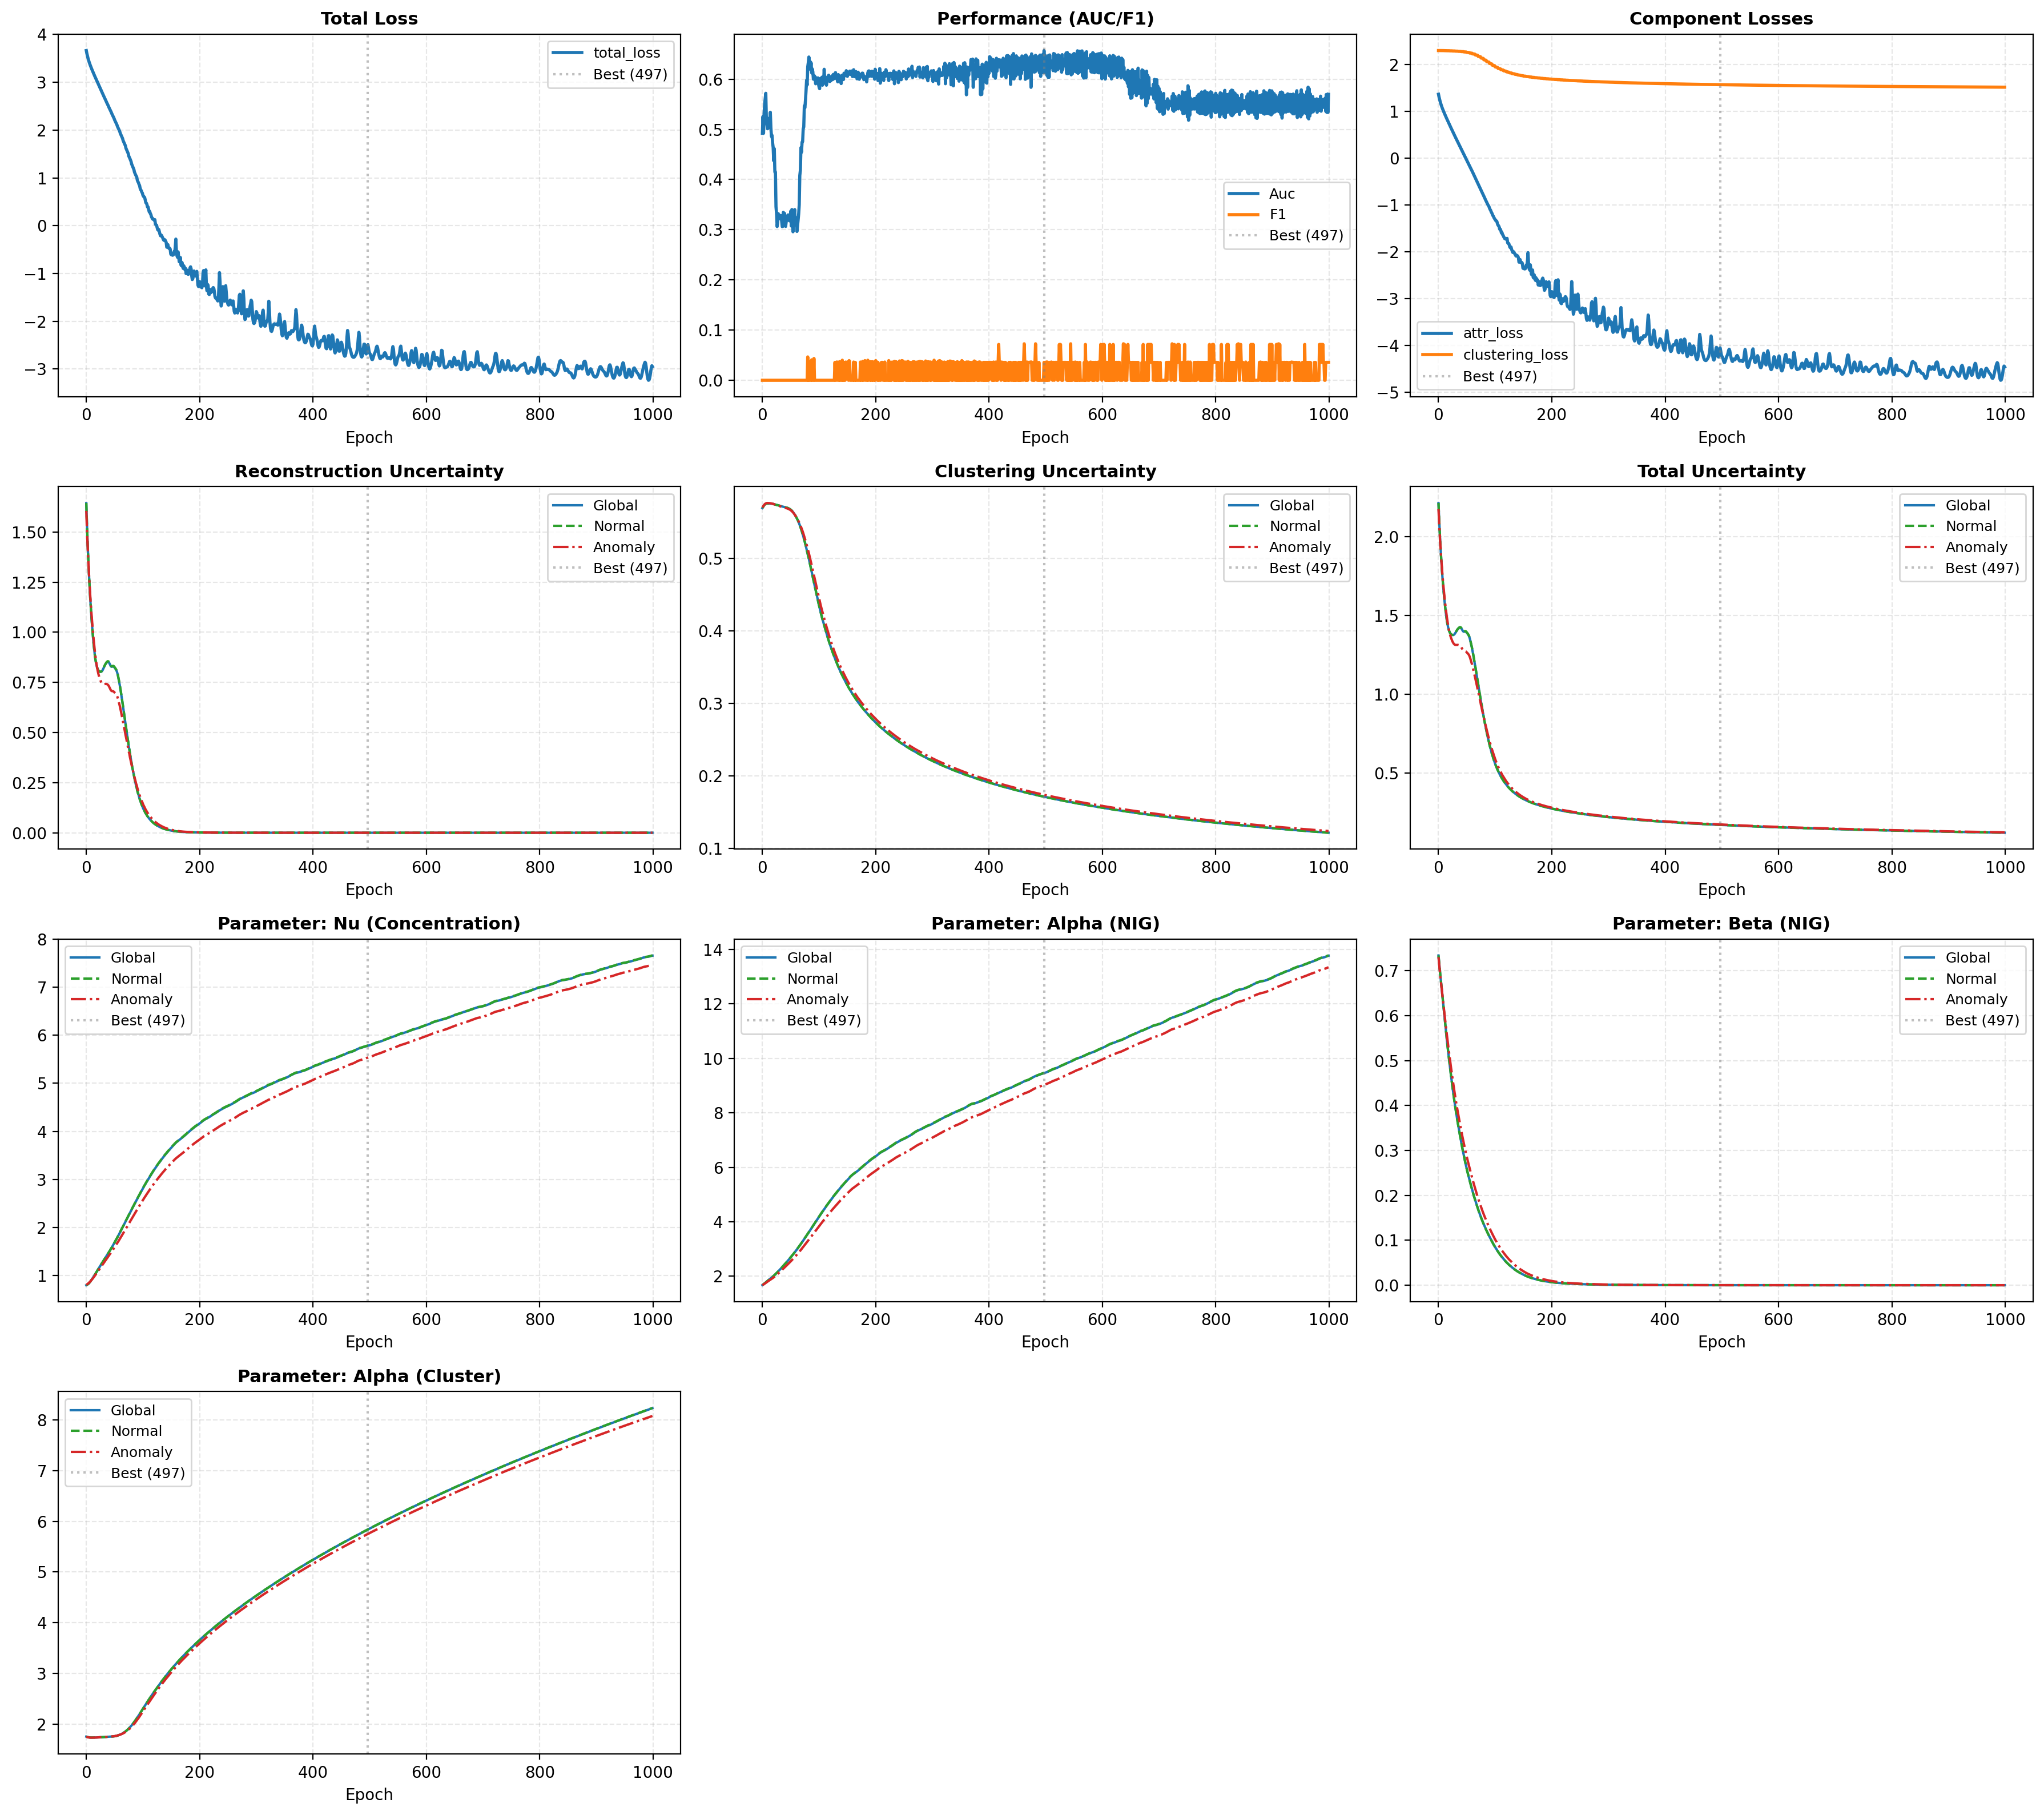 Total Loss
4
3
2
1
0
−1
−2
−3
total_loss
Best (497)
0 200 400 600 800 1000
Epoch
Performance (AUC/F1)
0.6
0.5
0.4
0.3
0.2
0.1
0.0
Auc
F1
Best (497)
0 200 400 600 800 1000
Epoch
Component Losses
2
1
0
−1
−2
−3
−4
−5
attr_loss
clustering_loss
Best (497)
0 200 400 600 800 1000
Epoch
Reconstruction Uncertainty
1.50
1.25
1.00
0.75
0.50
0.25
0.00
Global
Normal
Anomaly
Best (497)
0 200 400 600 800 1000
Epoch
Clustering Uncertainty
0.5
0.4
0.3
0.2
0.1
Global
Normal
Anomaly
Best (497)
0 200 400 600 800 1000
Epoch
Total Uncertainty
2.0
1.5
1.0
0.5
Global
Normal
Anomaly
Best (497)
0 200 400 600 800 1000
Epoch
Parameter: Nu (Concentration)
8
7
6
5
4
3
2
1
Global
Normal
Anomaly
Best (497)
0 200 400 600 800 1000
Epoch
Parameter: Alpha (NIG)
14
12
10
8
6
4
2
Global
Normal
Anomaly
Best (497)
0 200 400 600 800 1000
Epoch
Parameter: Beta (NIG)
0.7
0.6
0.5
0.4
0.3
0.2
0.1
0.0
Global
Normal
Anomaly
Best (497)
0 200 400 600 800 1000
Epoch
Parameter: Alpha (Cluster)
8
7
6
5
4
3
2
Global
Normal
Anomaly
Best (497)
0 200 400 600 800 1000
Epoch